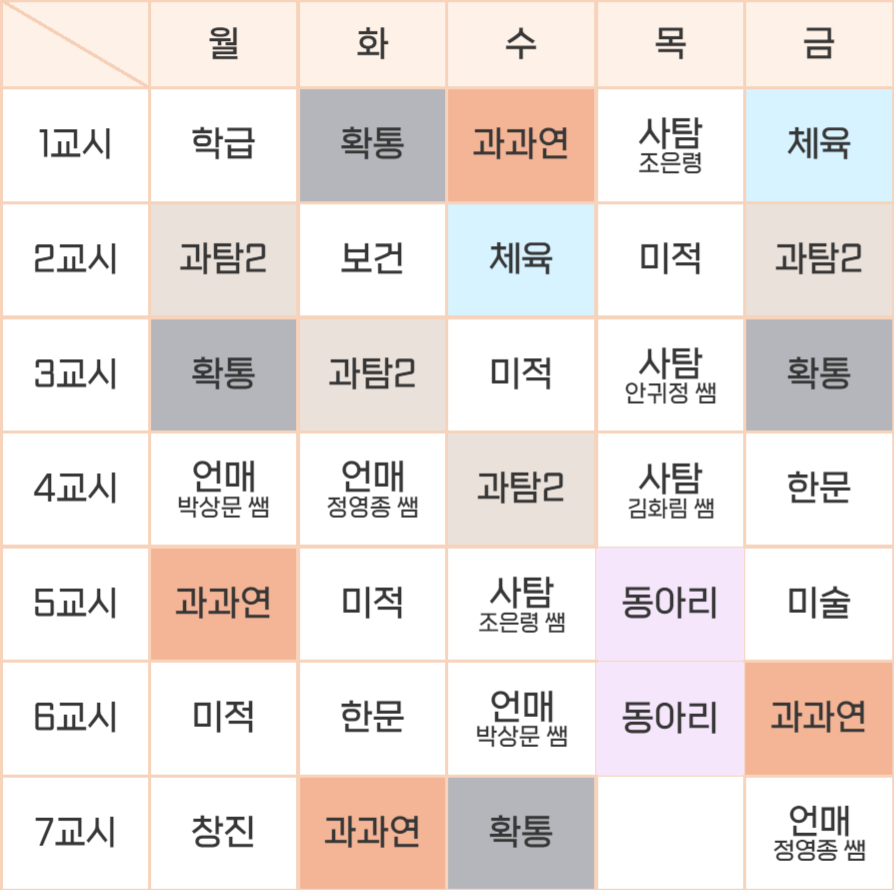 월 화 수 목 금
1교시 학급 확통 과과연 사탐 체육
조은령
2교시 과탐2 보건 체육 미적 과탐2
3교시 확통 과탐2 미적 사탐 확통
안귀정 쌤
4교시 언매 언매 과탐2 사탐 한문
박상문 쌤 정영종 쌤 김화림 쌤
5교시 과과연 미적 사탐 동아리 미술
조은령 쌤
6교시 미적 한문 언매 동아리 과과연
박상문 쌤
7교시 창진 과과연 확통 언매
정영종 쌤